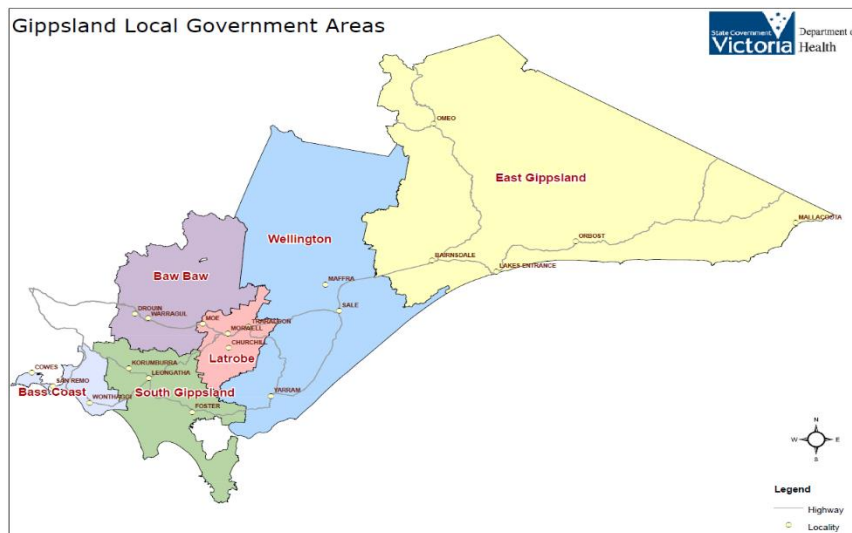 Gippsland Local Government Areas
State Government
Victoria
Department o
Health
OMEO
East Gippsland
MALLACOOTA
ORBOST
Wellington
BAIRNSDALE
LAKES ENTRANCE
Baw Baw
MAFFRA
DROUIN
WARRAGUL
SALE
MOE
TRARALGON
MORWELL
CHURCHILL
Latrobe
KORUMBURRA
COWES
LEONGATHA
SAN REMO
Bass Coast
South Gippsland
WONTHAGGI
YARRAM
FOSTER
N
W
E
S
Legend
Highway
Locality